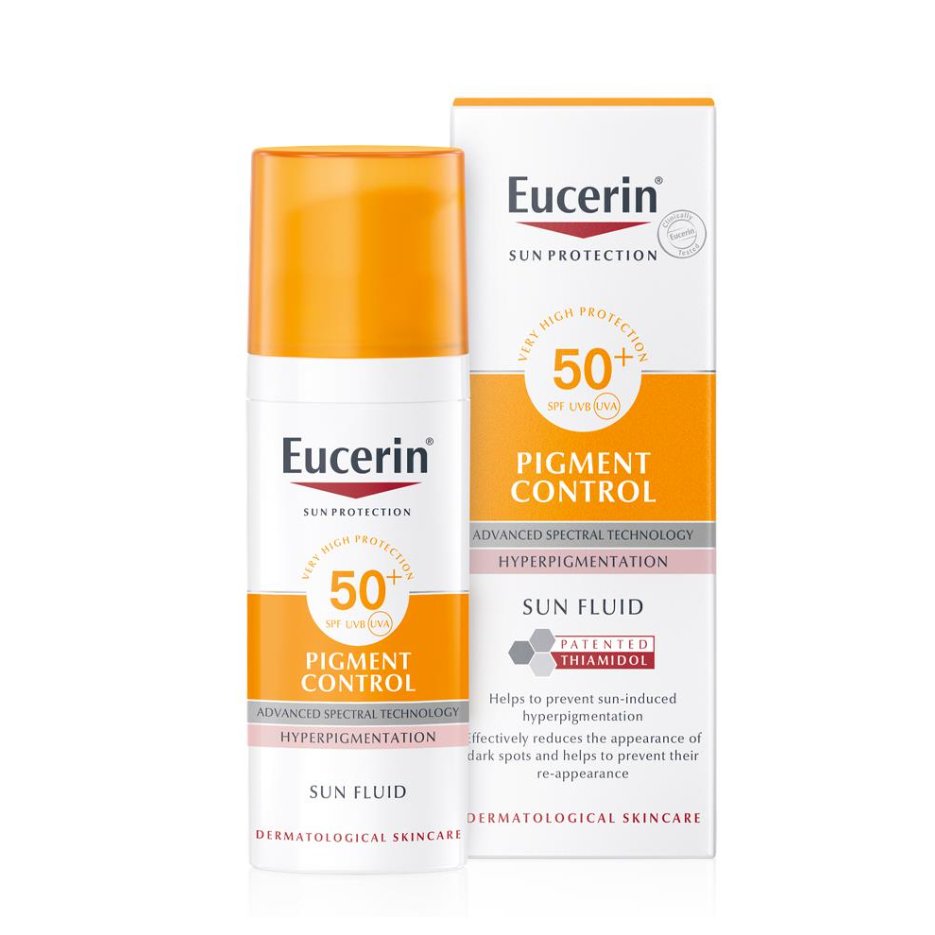 Eucerin®
SUN PROTECTION
VERY HIGH PROTECTION
50+
SPF UVB UVA
PIGMENT
CONTROL
ADVANCED SPECTRAL TECHNOLOGY
HYPERPIGMENTATION
SUN FLUID
DERMATOLOGICAL SKINCARE
Eucerin®
SUN PROTECTION
Clinically
Eucerin
Tested
VERY HIGH PROTECTION
50+
SPF UVB UVA
PIGMENT
CONTROL
ADVANCED SPECTRAL TECHNOLOGY
HYPERPIGMENTATION
SUN FLUID
PATENTED
THIAMIDOL
Helps to prevent sun-induced
hyperpigmentation
Effectively reduces the appearance of
dark spots and helps to prevent their
re-appearance
DERMATOLOGICAL SKINCARE